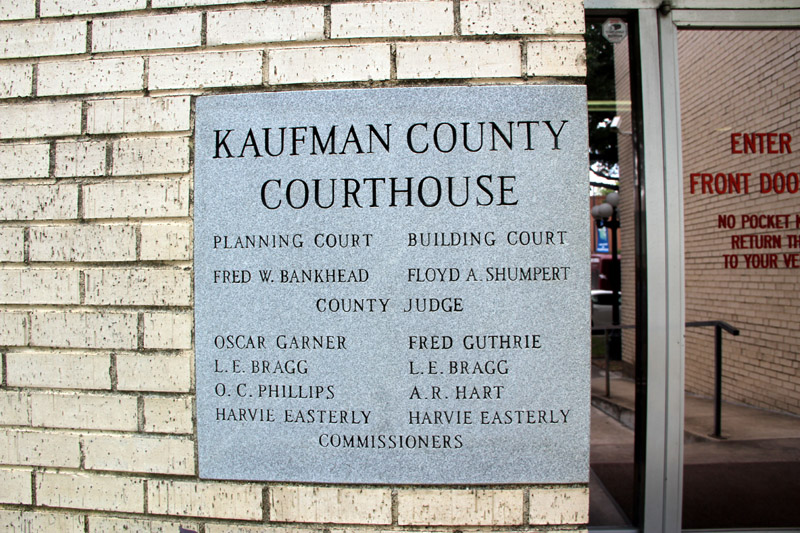 KAUFMAN COUNTY
COURTHOUSE
PLANNING COURT BUILDING COURT
FRED W. BANKHEAD FLOYD A. SHUMPERT
COUNTY JUDGE
OSCAR GARNER FRED GUTHRIE
L. E. BRAGG L. E. BRAGG
O. C. PHILLIPS A. R. HART
HARVIE EASTERLY HARVIE EASTERLY
COMMISSIONERS
ENTER
FRONT DOO
NO POCKET
RETURN TH
TO YOUR VE